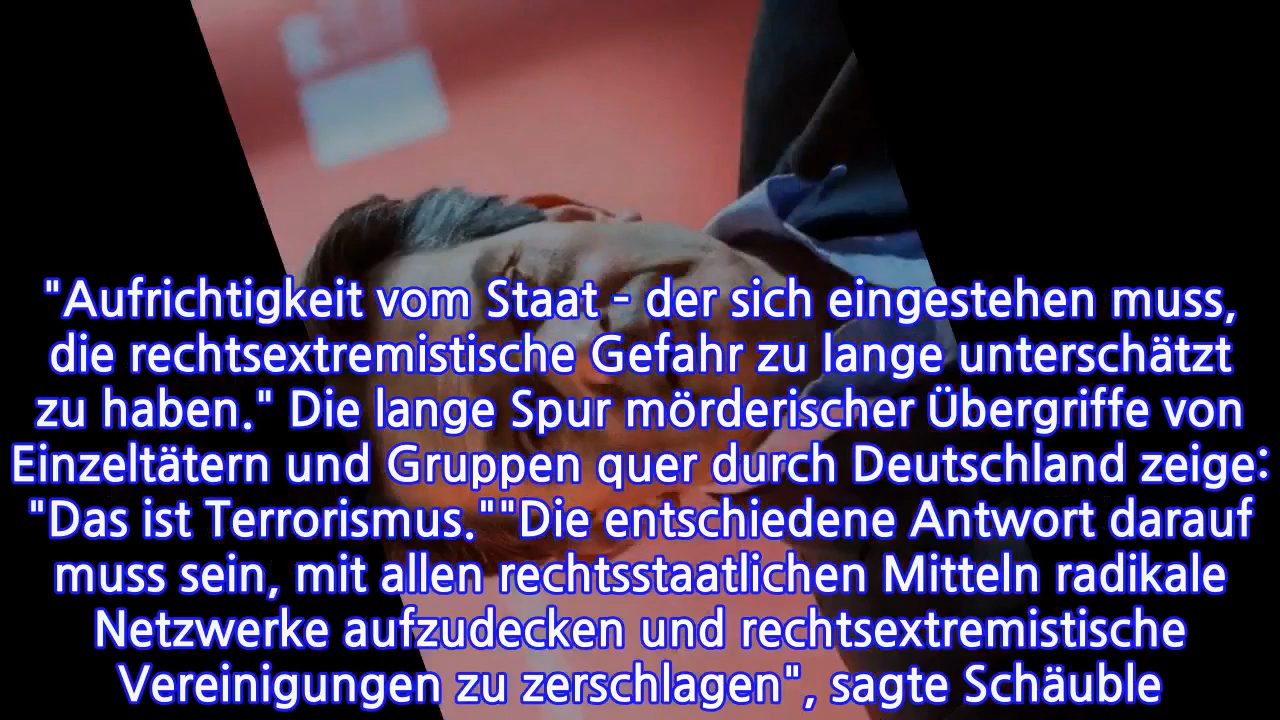 "Aufrichtigkeit vom Staat - der sich eingestehen muss,
die rechtsextremistische Gefahr zu lange unterschätzt
zu haben." Die lange Spur mörderischer Übergriffe von
Einzeltätern und Gruppen quer durch Deutschland zeige:
"Das ist Terrorismus.""Die entschiedene Antwort darauf
muss sein, mit allen rechtsstaatlichen Mitteln radikale
Netzwerke aufzudecken und rechtsextremistische
Vereinigungen zu zerschlagen", sagte Schäuble